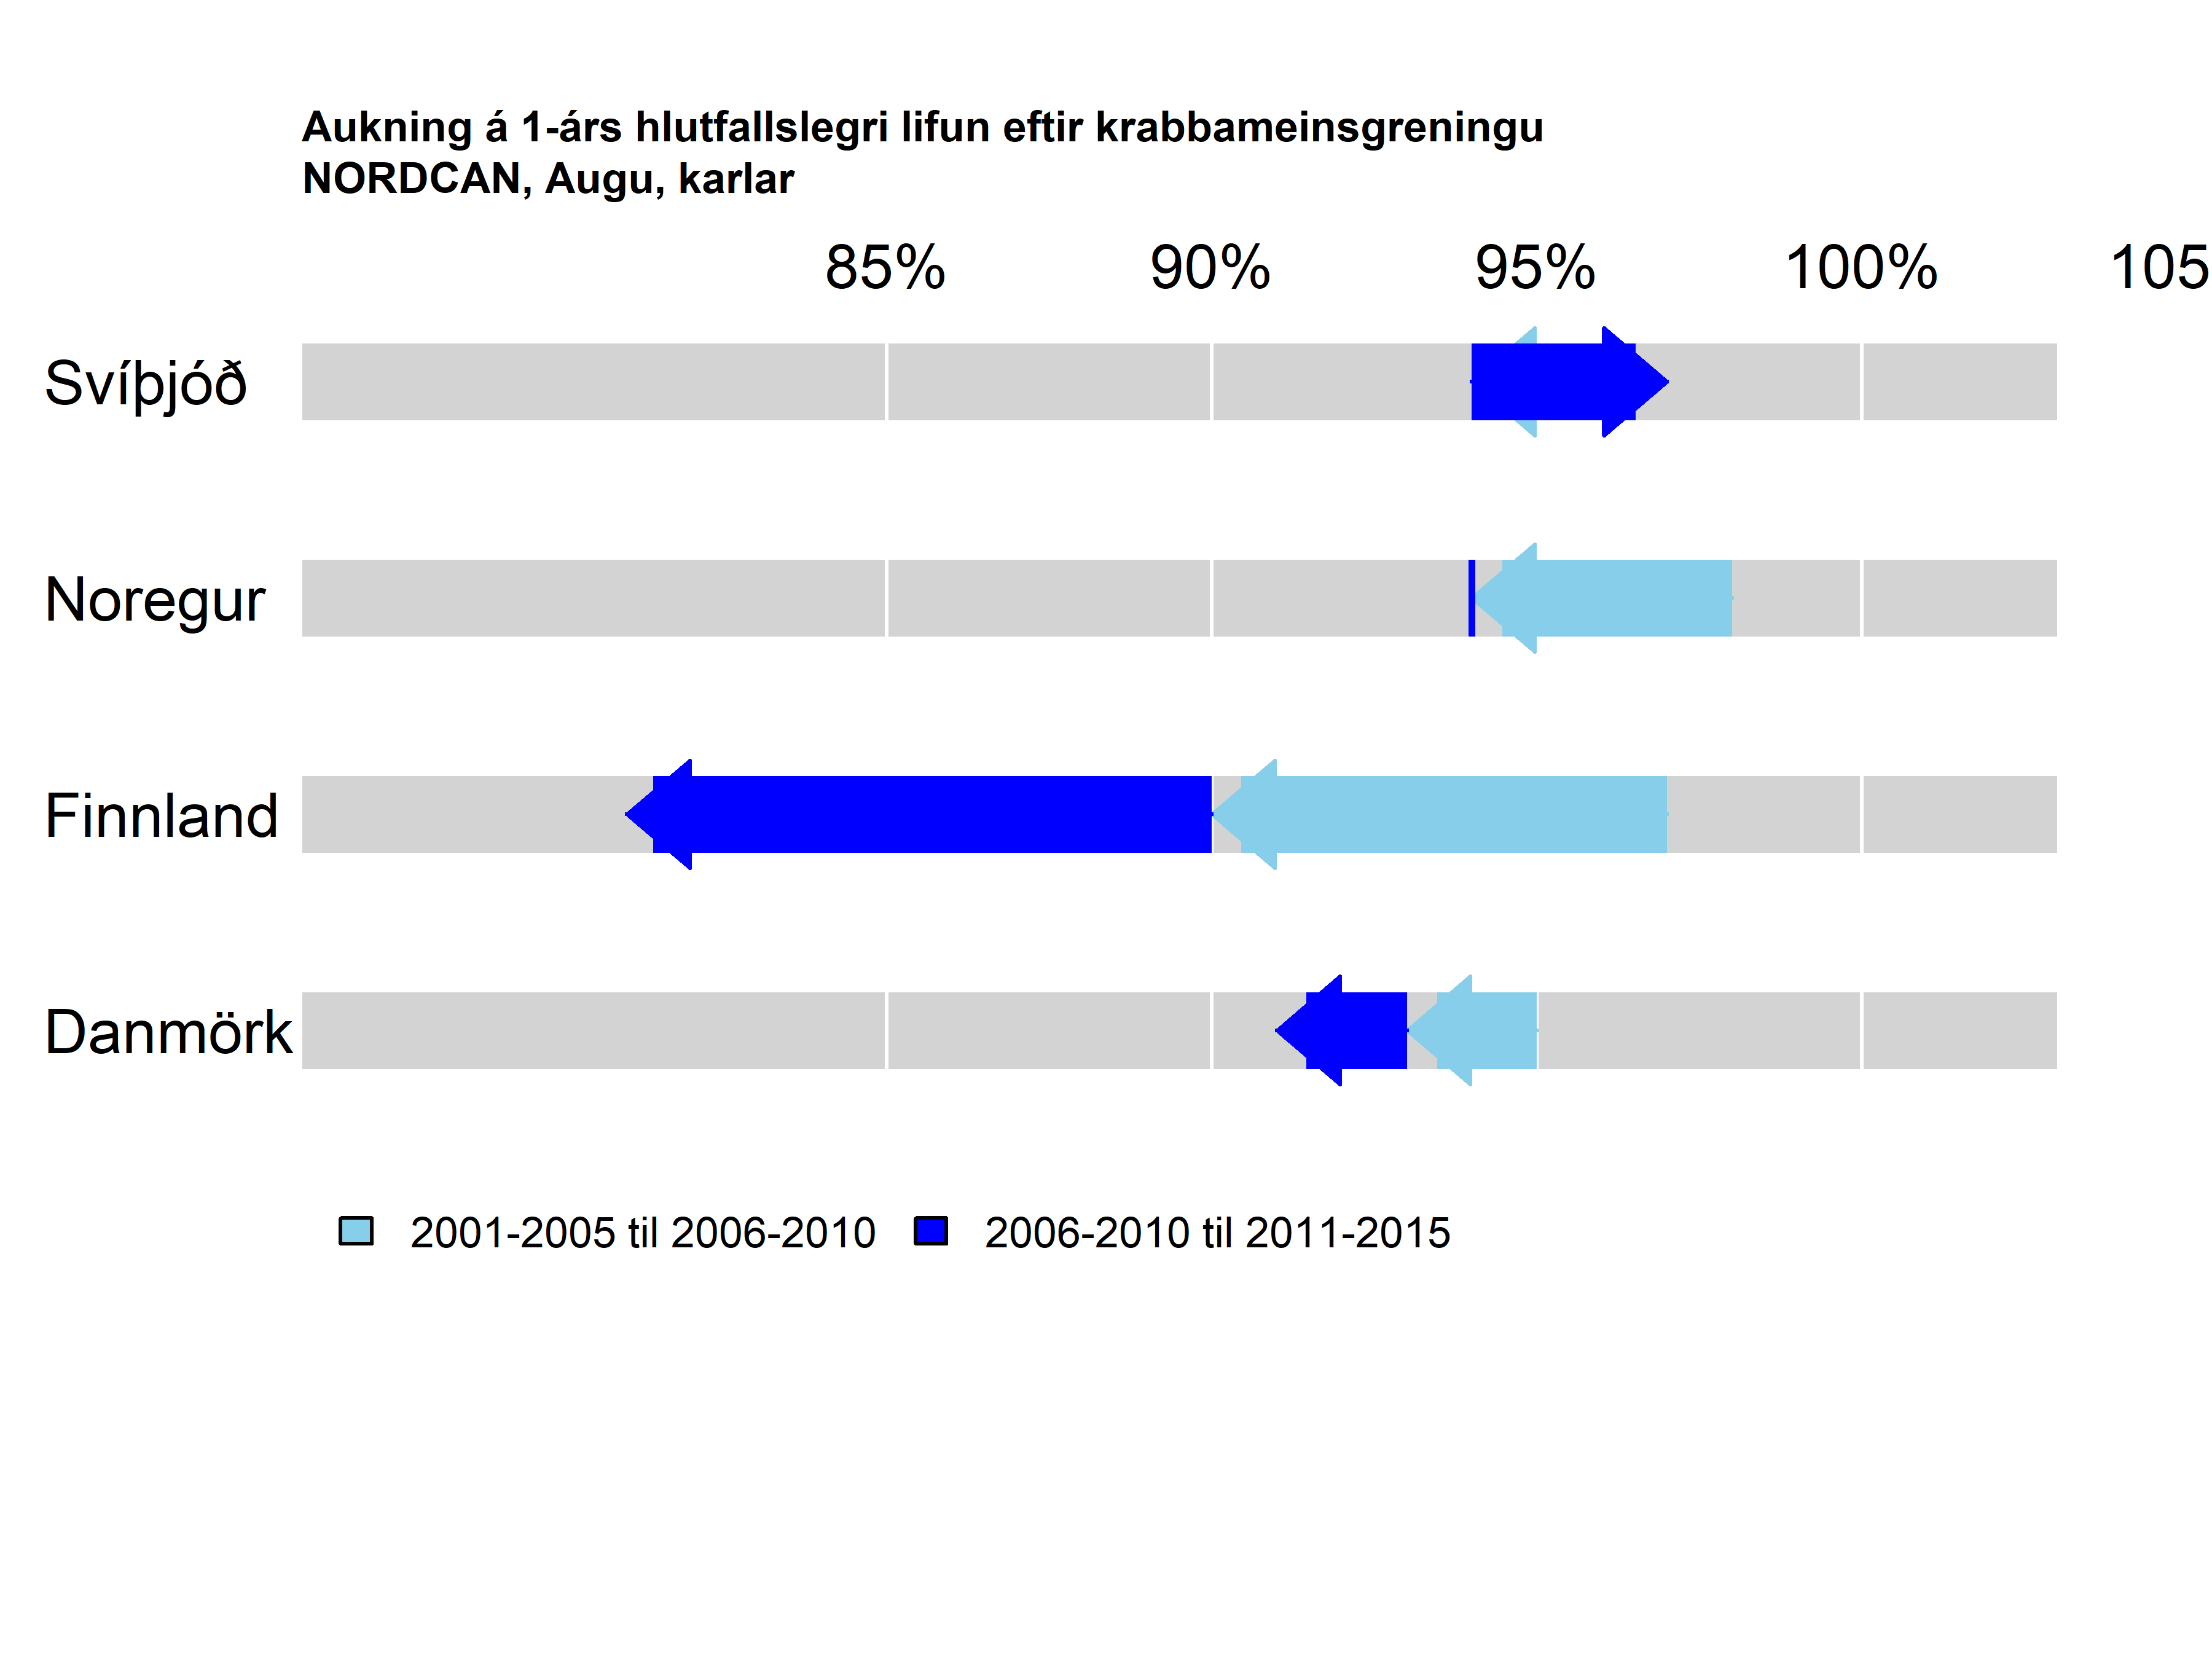 Aukning á 1-árs hlutfallslegri lifun eftir krabbameinsgreningu
NORDCAN, Augu, karlar
85% 90% 95% 100% 105
Svíþjóð
Noregur
Finnland
Danmörk
2001-2005 til 2006-2010 2006-2010 til 2011-2015